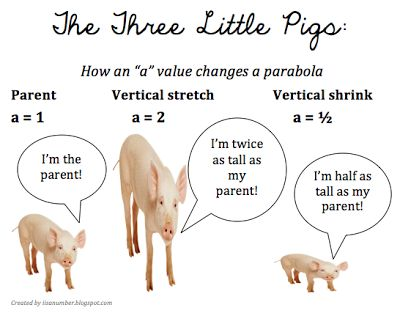 The Three Little Pigs:
How an “a” value changes a parabola
Parent
a = 1
Vertical stretch
a = 2
Vertical shrink
a = ½
I’m the
parent!
I’m twice
as tall as
my
parent!
I’m half as
tall as my
parent!
Created by iisanumber.blogspot.com